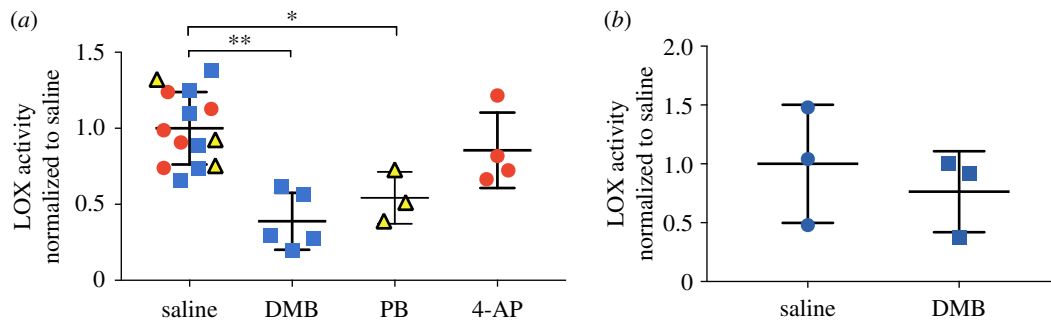 (a)
*
**
LOX activity
normalized to saline
1.5
1.0
0.5
0
saline DMB PB 4-AP
(b)
LOX activity
normalized to saline
2.0
1.5
1.0
0.5
0.0
saline DMB